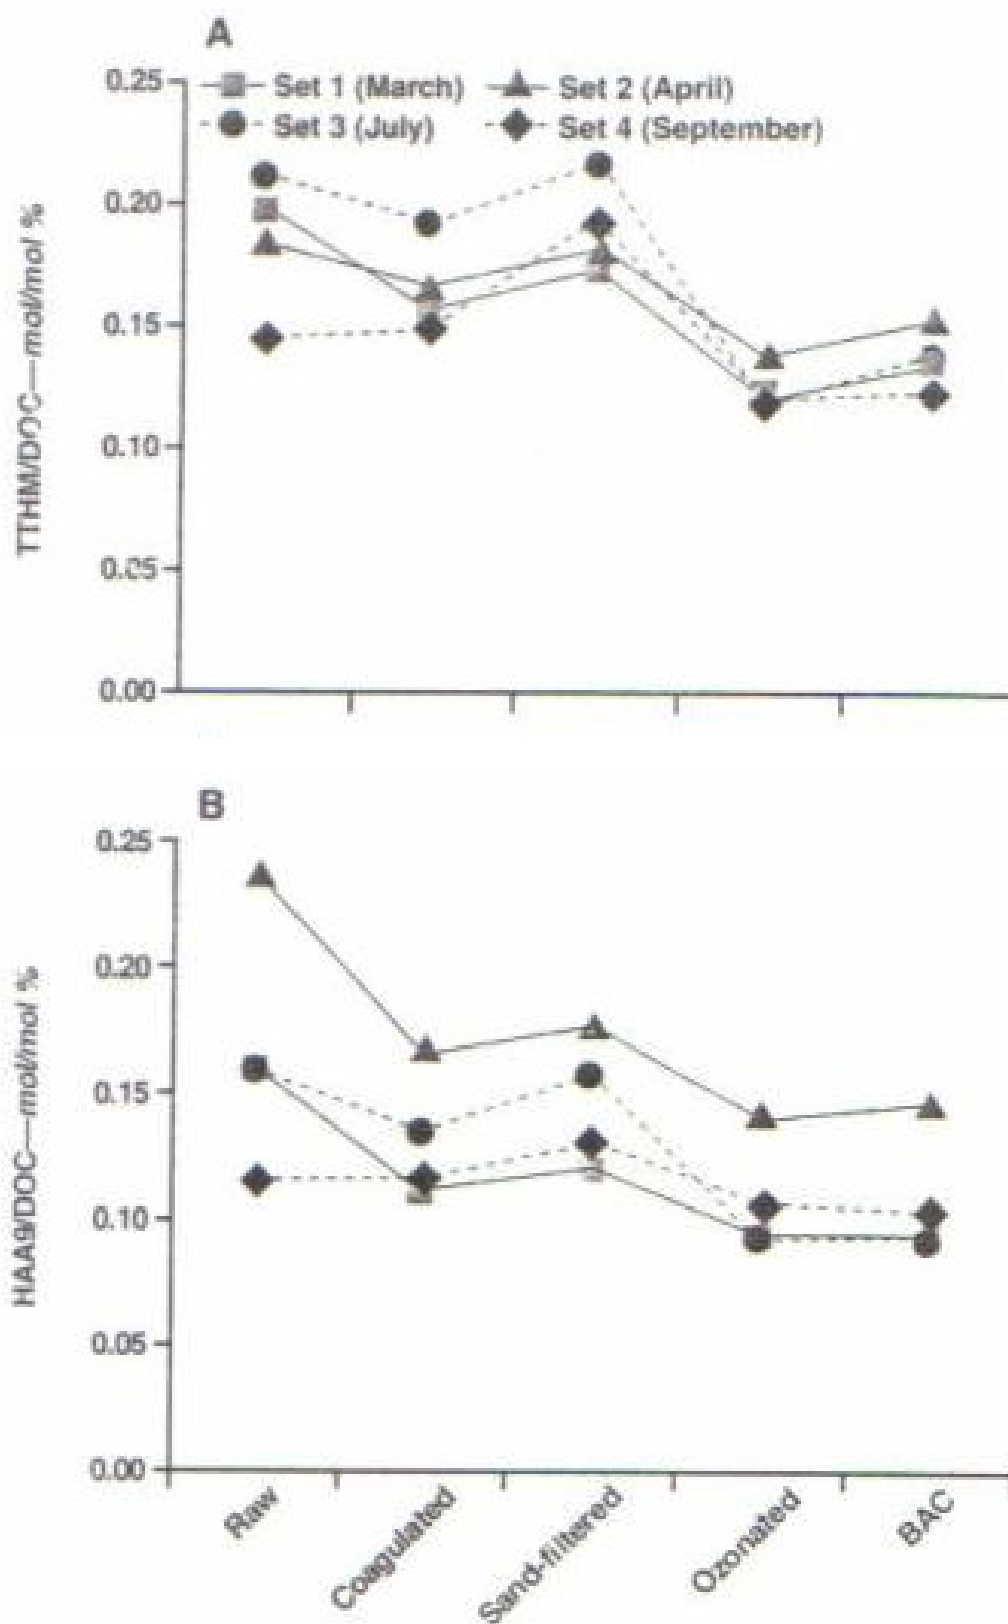 A
0.25
Set 1 (March) Set 2 (April)
Set 3 (July) Set 4 (September)
0.20
0.15
0.10
0.05
0.00
TTHM/DOC—mol/mol %
B
0.25
0.20
0.15
0.10
0.05
0.00
HAA9/DOC—mol/mol %
Raw
Coagulated
Sand-filtered
Ozonated
BAC